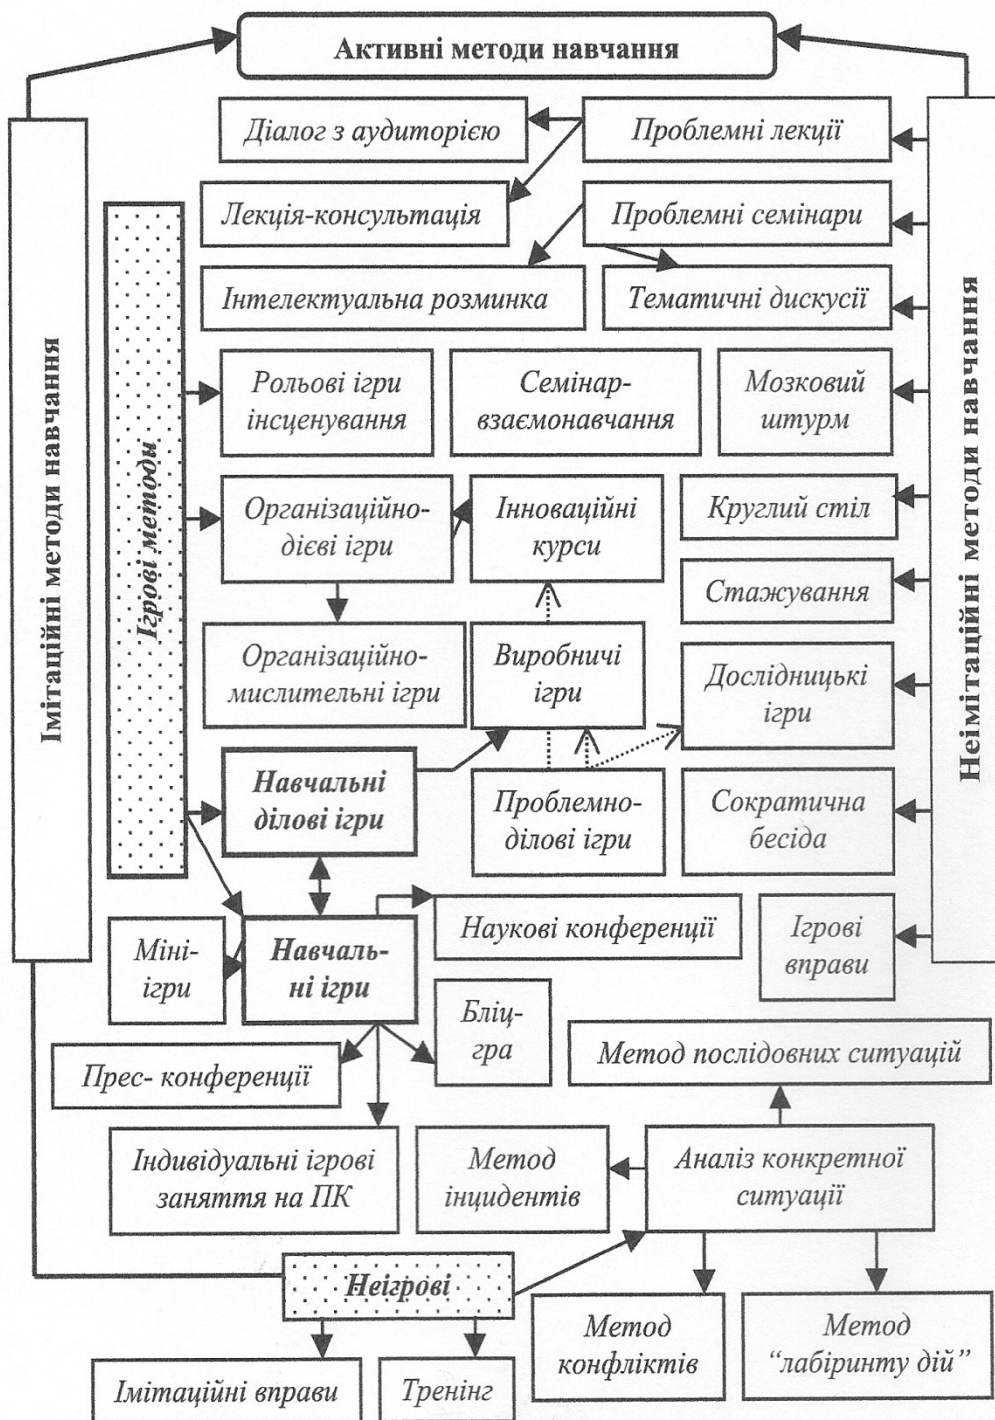 Активні методи навчання
Імітаційні методи навчання
Ігрові методы
Неімітаційні методи навчання
Діалог з аудиторією
Проблемні лекції
Лекція-консультація
Проблемні семінари
Інтелектуальна розминка
Тематичні дискусії
Рольові ігри
інсценування
Семінар-
взаємонавчання
Мозковий
штурм
Організаційно-
дієві ігри
Інноваційні
курси
Круглий стіл
Стажування
Організаційно-
мислительні ігри
Виробничі
ігри
Дослідницькі
ігри
Навчальні
ділові ігри
Проблемно-
ділові ігри
Сократична
бесіда
Міні-
ігри
Навчаль-
ні ігри
Наукові конференції
Ігрові
вправи
Бліц-
гра
Прес- конференції
Метод послідовних ситуацій
Індивідуальні ігрові
заняття на ПК
Метод
інцидентів
Аналіз конкретної
ситуації
Неігрові
Метод
конфліктів
Метод
“лабіринту дій”
Імітаційні вправи
Тренінг